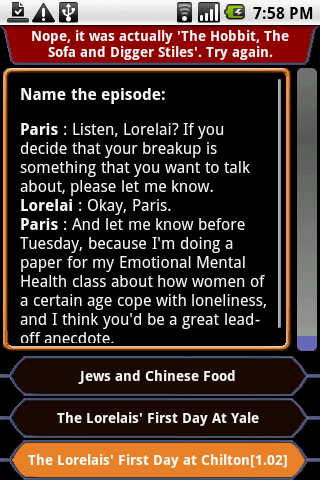 7:58 PM
Nope, it was actually 'The Hobbit, The
Sofa and Digger Stiles'. Try again.
Name the episode:
Paris : Listen, Lorelai? If you
decide that your breakup is
something that you want to talk
about, please let me know.
Lorelai : Okay, Paris.
Paris : And let me know before
Tuesday, because I'm doing a
paper for my Emotional Mental
Health class about how women of
a certain age cope with loneliness,
and I think you'd be a great lead-
off anecdote.
Jews and Chinese Food
The Lorelais' First Day At Yale
The Lorelais' First Day at Chilton[1.02]